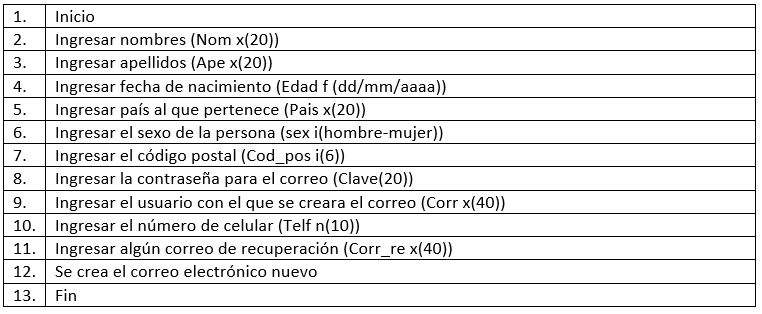 1. Inicio
2. Ingresar nombres (Nom x(20))
3. Ingresar apellidos (Ape x(20))
4. Ingresar fecha de nacimiento (Edad f (dd/mm/aaaa))
5. Ingresar país al que pertenece (Pais x(20))
6. Ingresar el sexo de la persona (sex i(hombre-mujer))
7. Ingresar el código postal (Cod_pos i(6))
8. Ingresar la contraseña para el correo (Clave(20))
9. Ingresar el usuario con el que se creara el correo (Corr x(40))
10. Ingresar el número de celular (Telf n(10))
11. Ingresar algún correo de recuperación (Corr_re x(40))
12. Se crea el correo electrónico nuevo
13. Fin